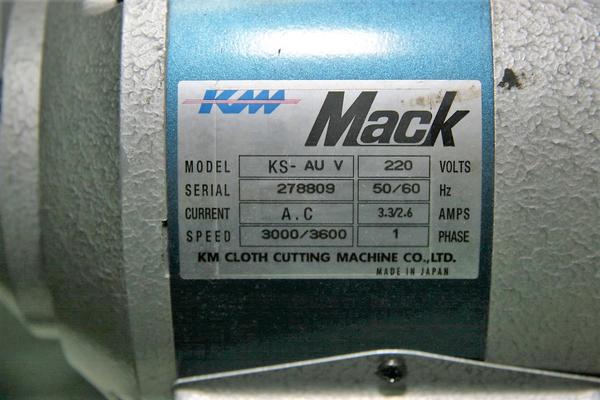 KM Mack
MODEL KS- AU V 220 VOLTS
SERIAL 278809 50/60 Hz
CURRENT A.C 3.3/2.6 AMPS
SPEED 3000/3600 1 PHASE
KM CLOTH CUTTING MACHINE CO.,LTD.
MADE IN JAPAN